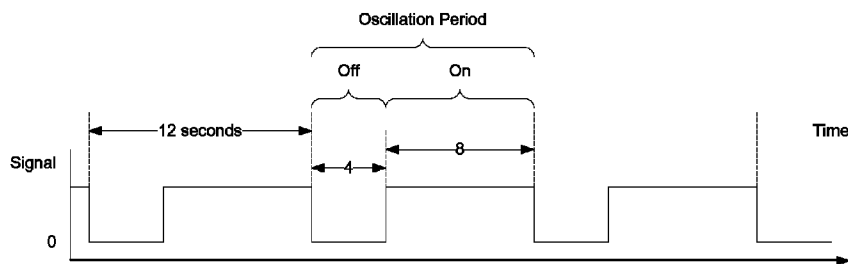 Oscillation Period
Off
On
12 seconds
Time
8
Signal
4
0